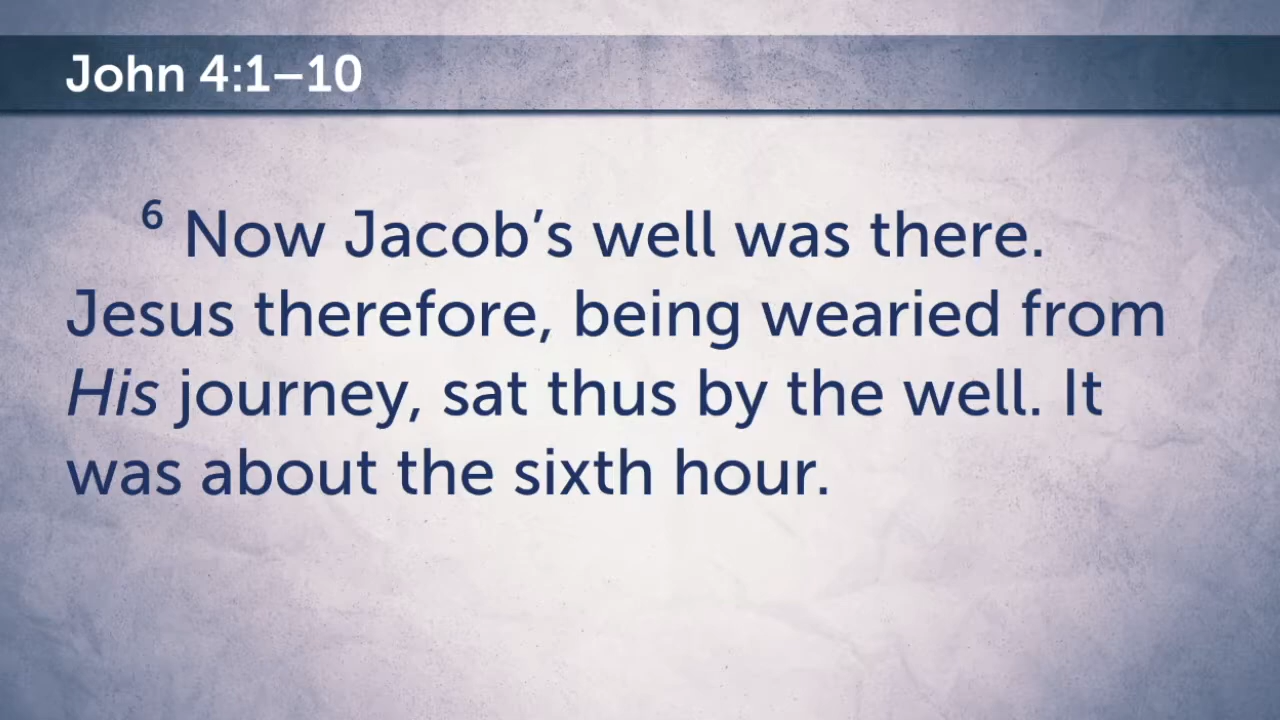 John 4:1–10
6 Now Jacob’s well was there.
Jesus therefore, being wearied from
His journey, sat thus by the well. It
was about the sixth hour.